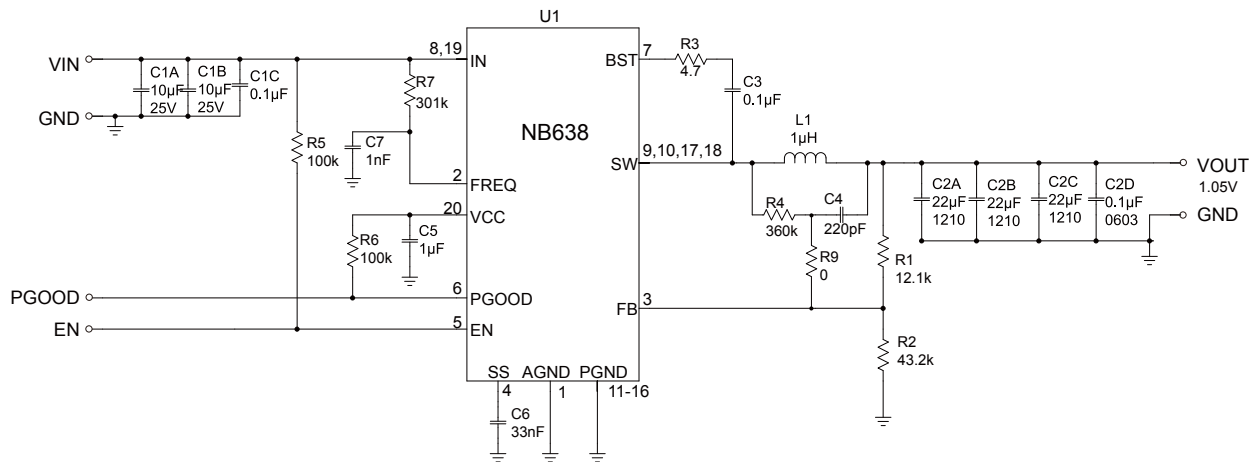 U1
VIN
C1A
10µF
25V
C1B
10µF
25V
C1C
0.1µF
GND
R7
301k
C7
1nF
R5
100k
R6
100k
C5
1µF
PGOOD
EN
8,19
IN
2
FREQ
20
VCC
6
PGOOD
5
EN
NB638
BST
7
SW
9,10,17,18
FB
3
SS
4
AGND
1
PGND
11-16
C6
33nF
R3
4.7
C3
0.1µF
L1
1µH
R4
360k
C4
220pF
R9
0
R1
12.1k
R2
43.2k
C2A
22µF
1210
C2B
22µF
1210
C2C
22µF
1210
C2D
0.1µF
0603
VOUT
1.05V
GND